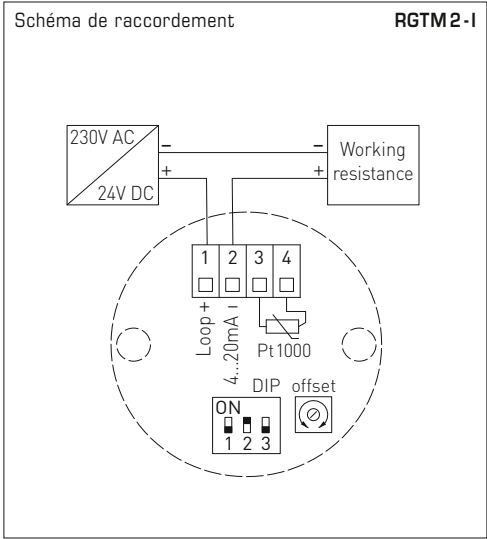 Schéma de raccordement RGTM 2 - I
230V AC
24V DC
– –
+ +
Working
resistance
1 2 3 4
Loop +
4...20mA –
Pt1000
DIP offset
ON
1 2 3